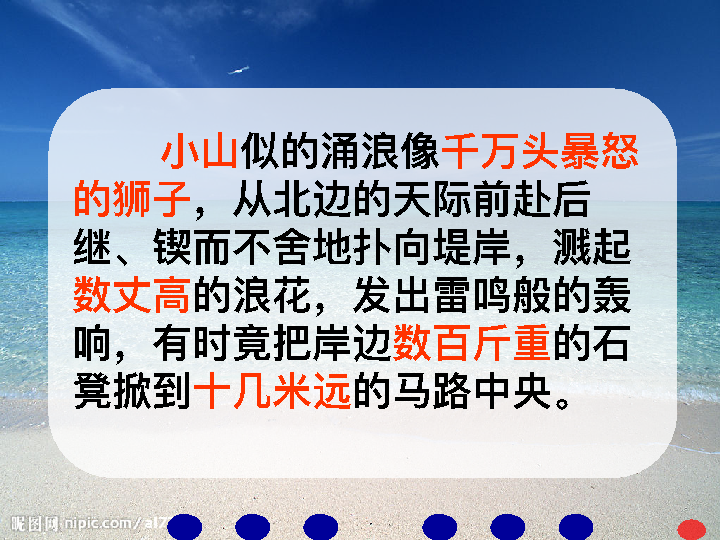 小山似的涌浪像千万头暴怒
的狮子，从北边的天际前赴后
继、锲而不舍地扑向堤岸，溅起
数丈高的浪花，发出雷鸣般的轰
响，有时竟把岸边数百斤重的石
凳掀到十几米远的马路中央。
昵图网 nipic.com/al7